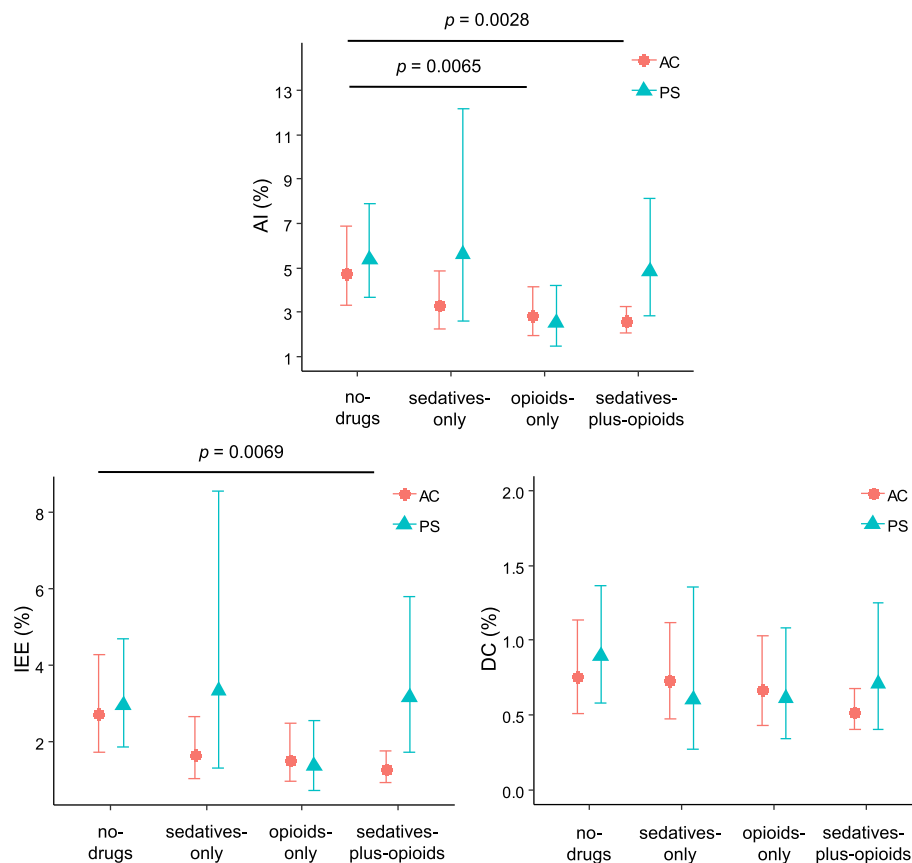 p = 0.0028
p = 0.0065
AC
PS
AI (%)
13
11
9
7
5
3
1
no-
drugs
sedatives-
only
opioids-
only
sedatives-
plus-opioids
p = 0.0069
AC
PS
IEE (%)
8
6
4
2
no-
drugs
sedatives-
only
opioids-
only
sedatives-
plus-opioids
AC
PS
DC (%)
2.0
1.5
1.0
0.5
0.0
no-
drugs
sedatives-
only
opioids-
only
sedatives-
plus-opioids